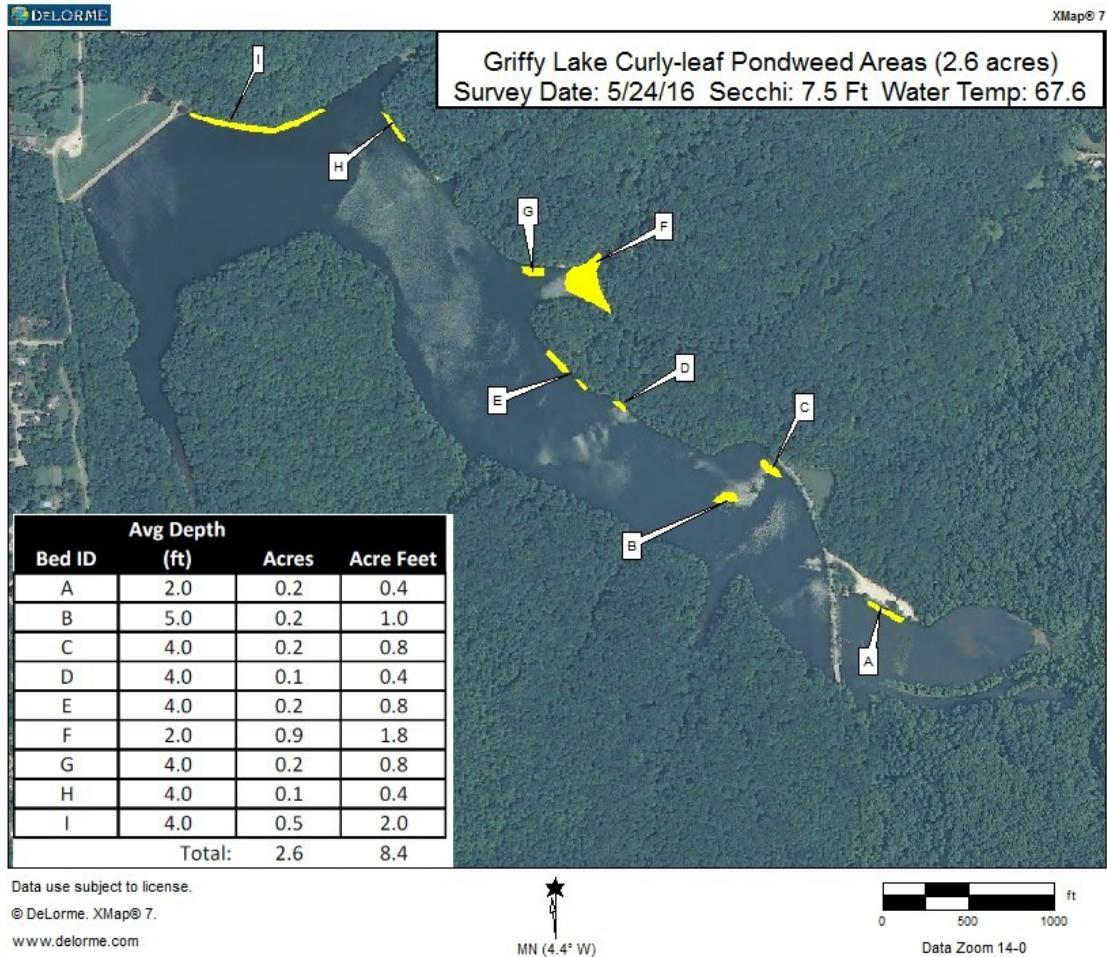 DELORME
XMap® 7
Griffy Lake Curly-leaf Pondweed Areas (2.6 acres)
Survey Date: 5/24/16 Secchi: 7.5 Ft Water Temp: 67.6
I
H
G
F
E
D
C
B
A
Bed ID Avg Depth (ft) Acres Acre Feet
A 2.0 0.2 0.4
B 5.0 0.2 1.0
C 4.0 0.2 0.8
D 4.0 0.1 0.4
E 4.0 0.2 0.8
F 2.0 0.9 1.8
G 4.0 0.2 0.8
H 4.0 0.1 0.4
I 4.0 0.5 2.0
Total: 2.6 8.4
Data use subject to license.
© DeLorme. XMap® 7.
www.delorme.com
MN (4.4° W)
ft
0 500 1000
Data Zoom 14-0